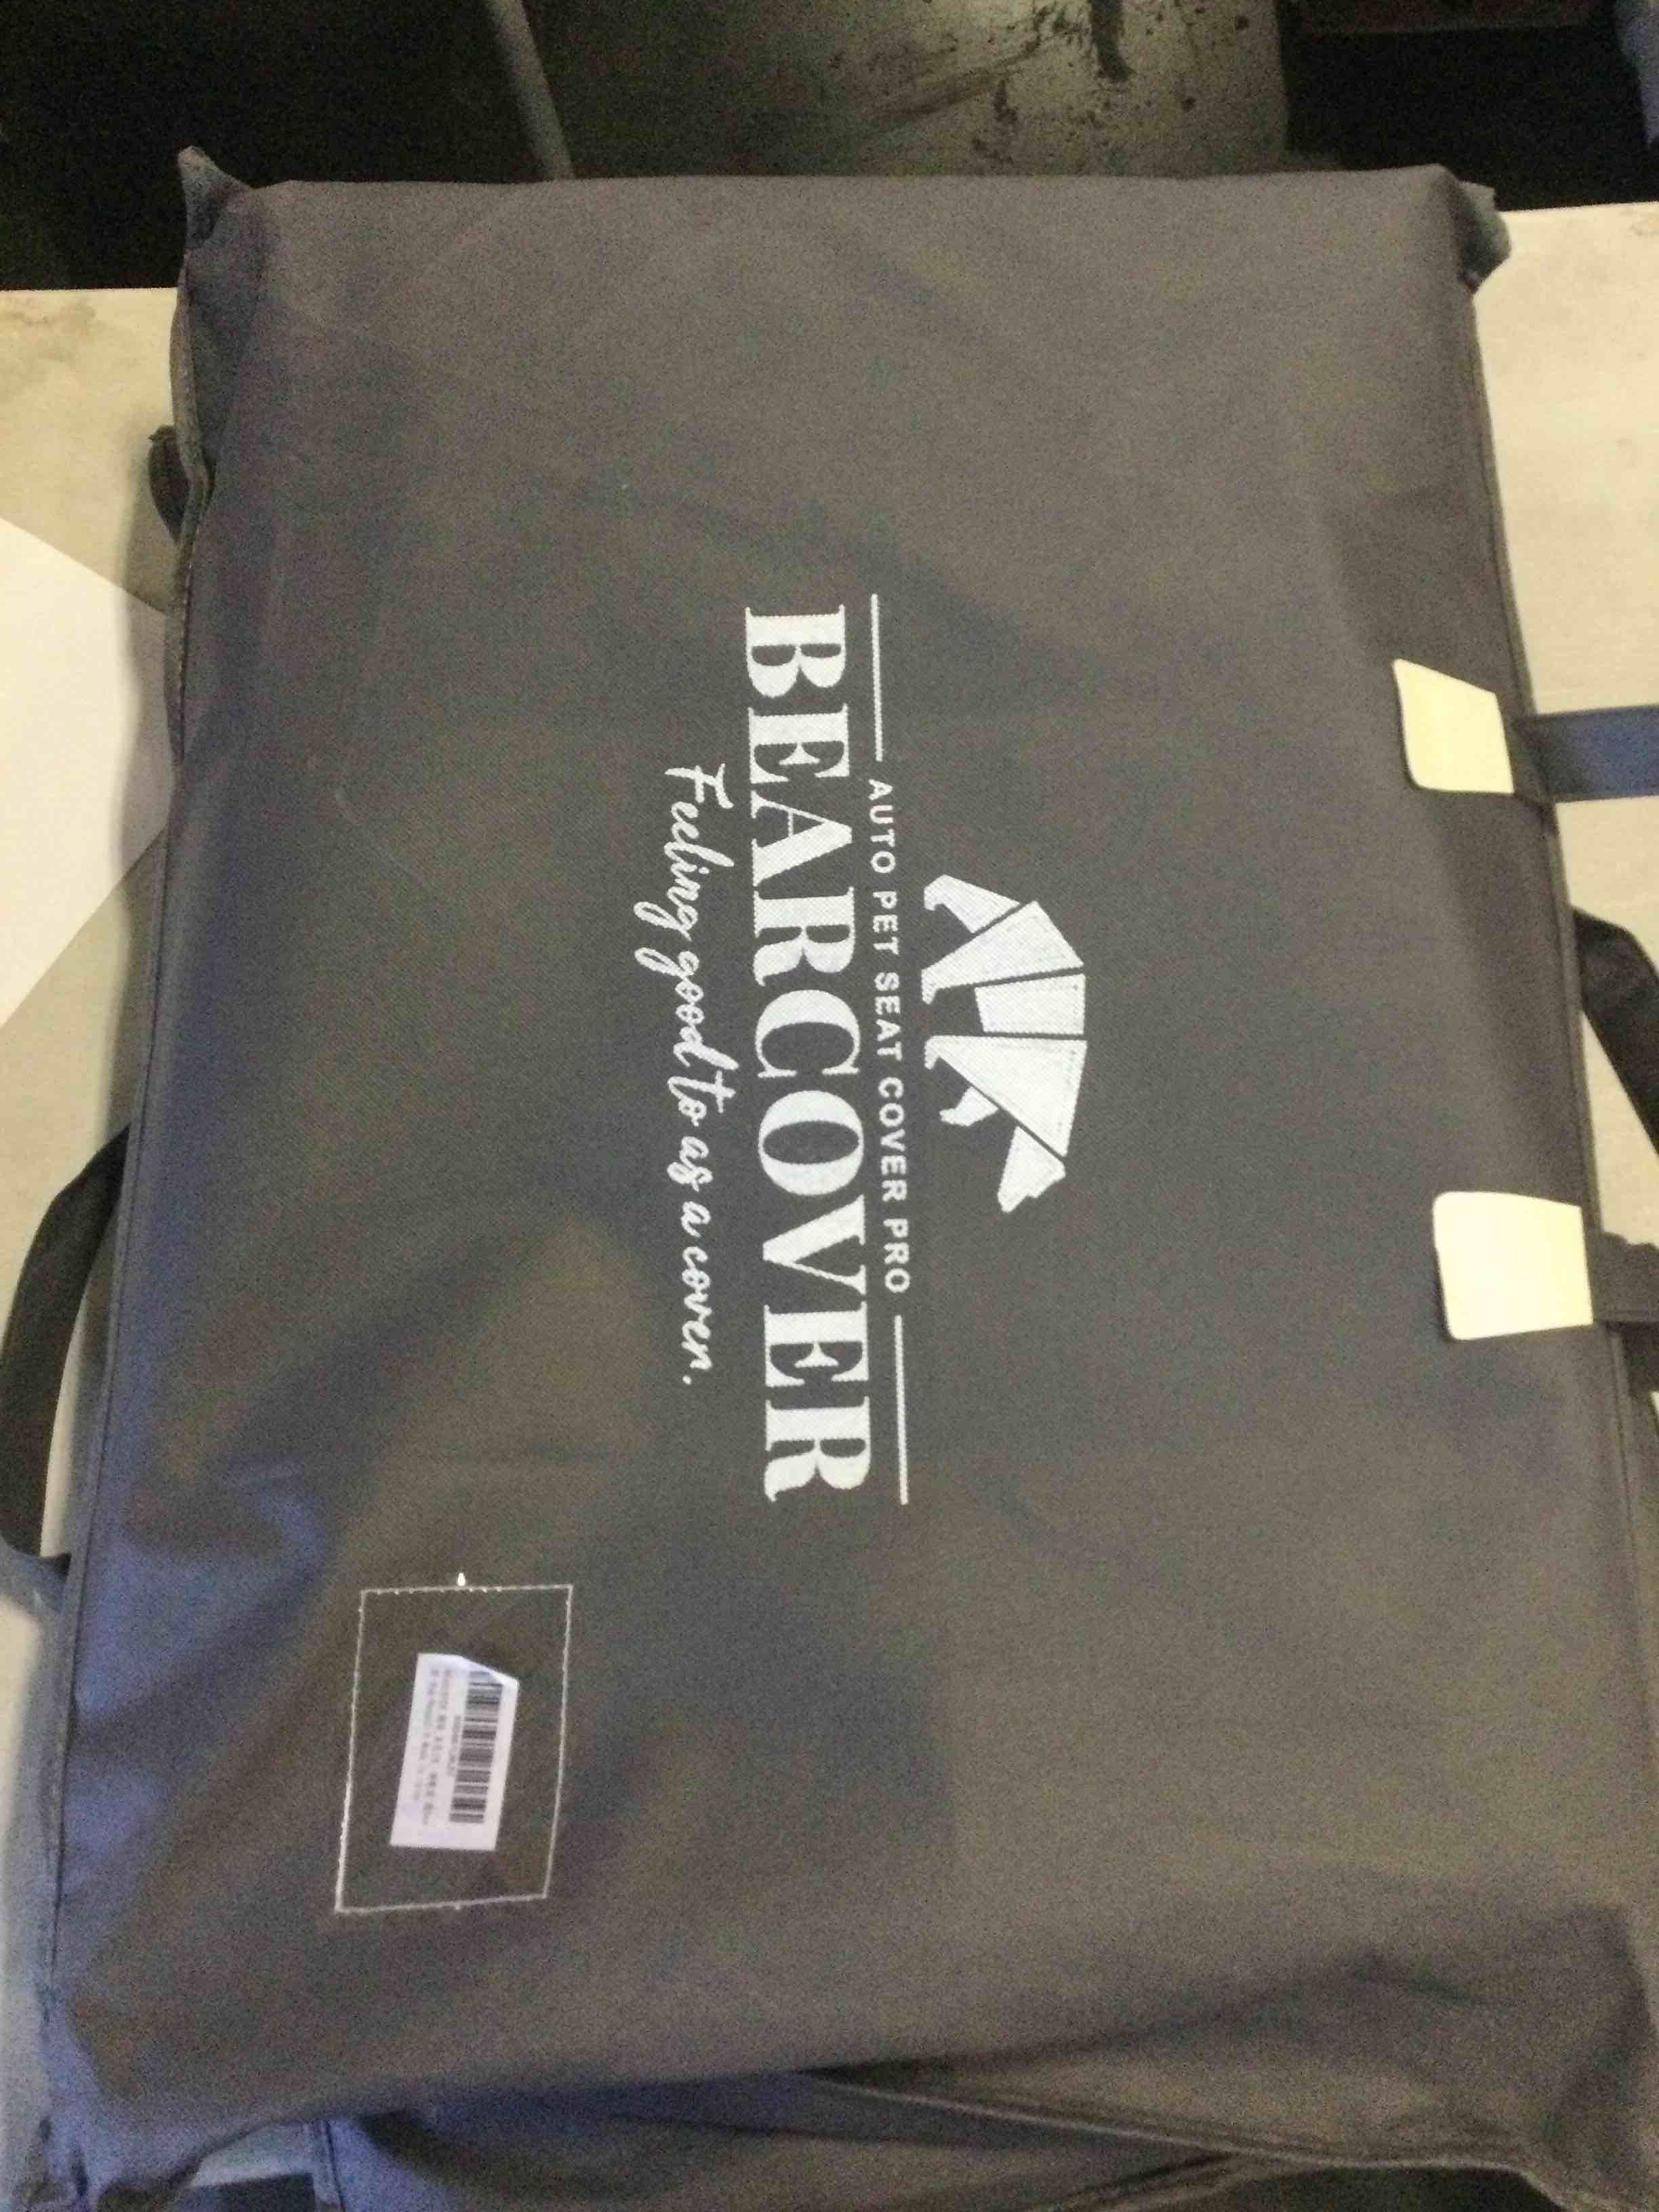 AUTO PET SEAT COVER PRO
BEARCOVER
Feeling good to as a cover.